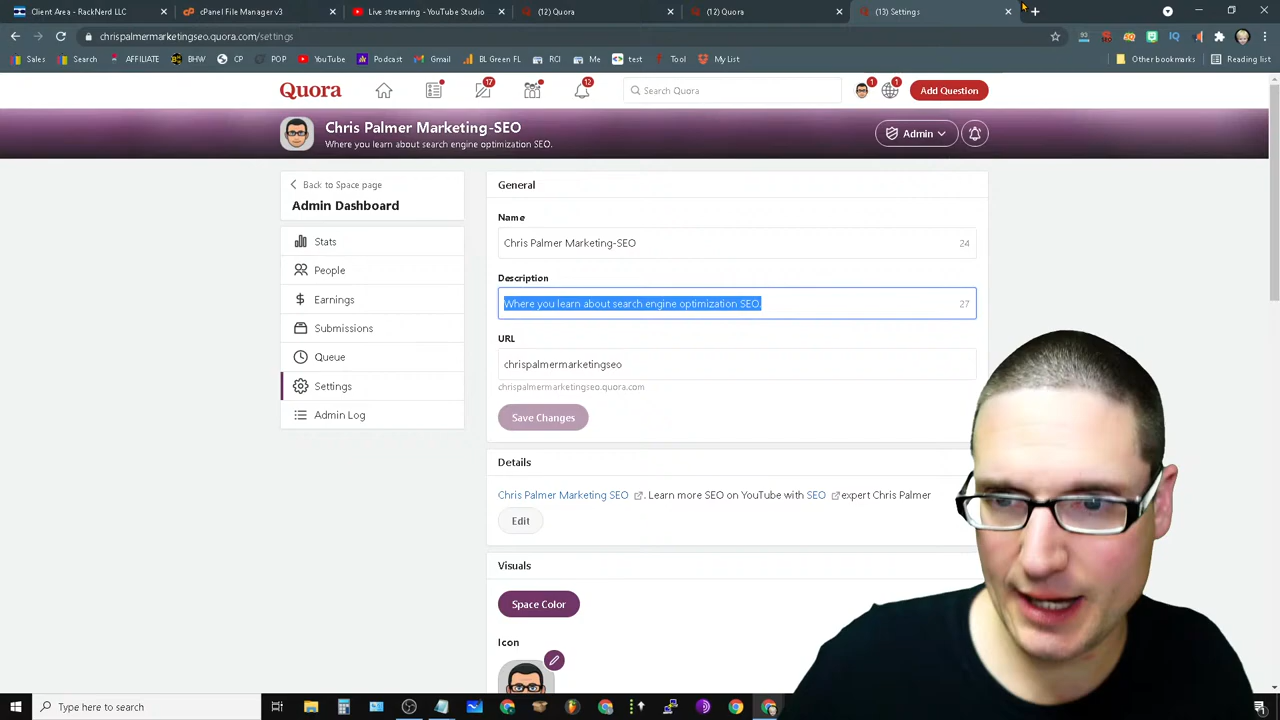 Client Area - RackNerd LLC
cPanel File Manager v3
Live streaming - YouTube Studio
(12) Quora
(12) Quora
(13) Settings
chrispalmermarketingseo.quora.com/settings
Sales
Search
AFFILIATE
BHW
CP
POP
YouTube
Podcast
Gmail
BL Green FL
RCI
Me
test
Tool
My List
Other bookmarks
Reading list
Quora
17
12
Search Quora
1
1
Add Question
Chris Palmer Marketing-SEO
Where you learn about search engine optimization SEO.
Admin
Back to Space page
Admin Dashboard
Stats
People
Earnings
Submissions
Queue
Settings
Admin Log
General
Name
Chris Palmer Marketing-SEO
24
Description
Where you learn about search engine optimization SEO.
27
URL
chrispalmermarketingseo
chrispalmermarketingseo.quora.com
Save Changes
Details
Chris Palmer Marketing SEO . Learn more SEO on YouTube with SEO expert Chris Palmer
Edit
Visuals
Space Color
Icon
Type here to search